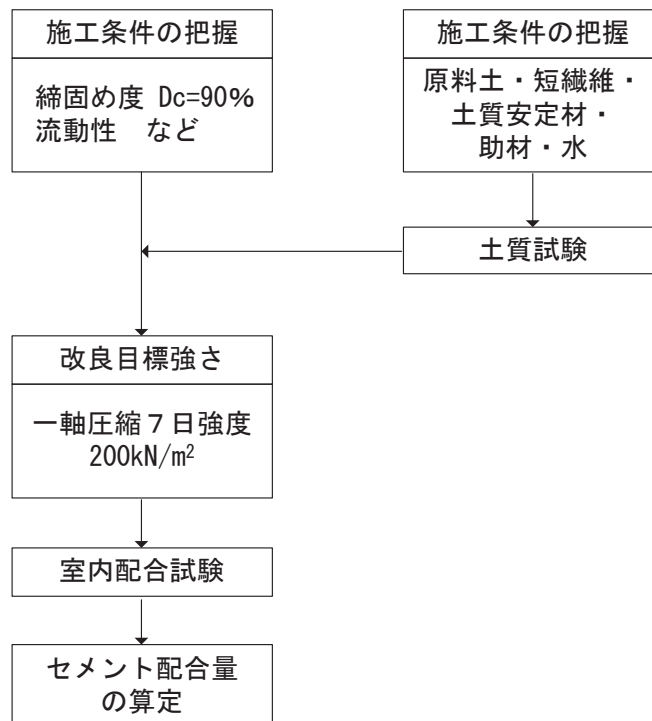 施工条件の把握
締固め度 Dc=90%
流動性　など
施工条件の把握
原料土・短繊維・
土質安定材・
助材・水
土質試験
改良目標強さ
一軸圧縮７日強度
200kN/m²
室内配合試験
セメント配合量
の算定